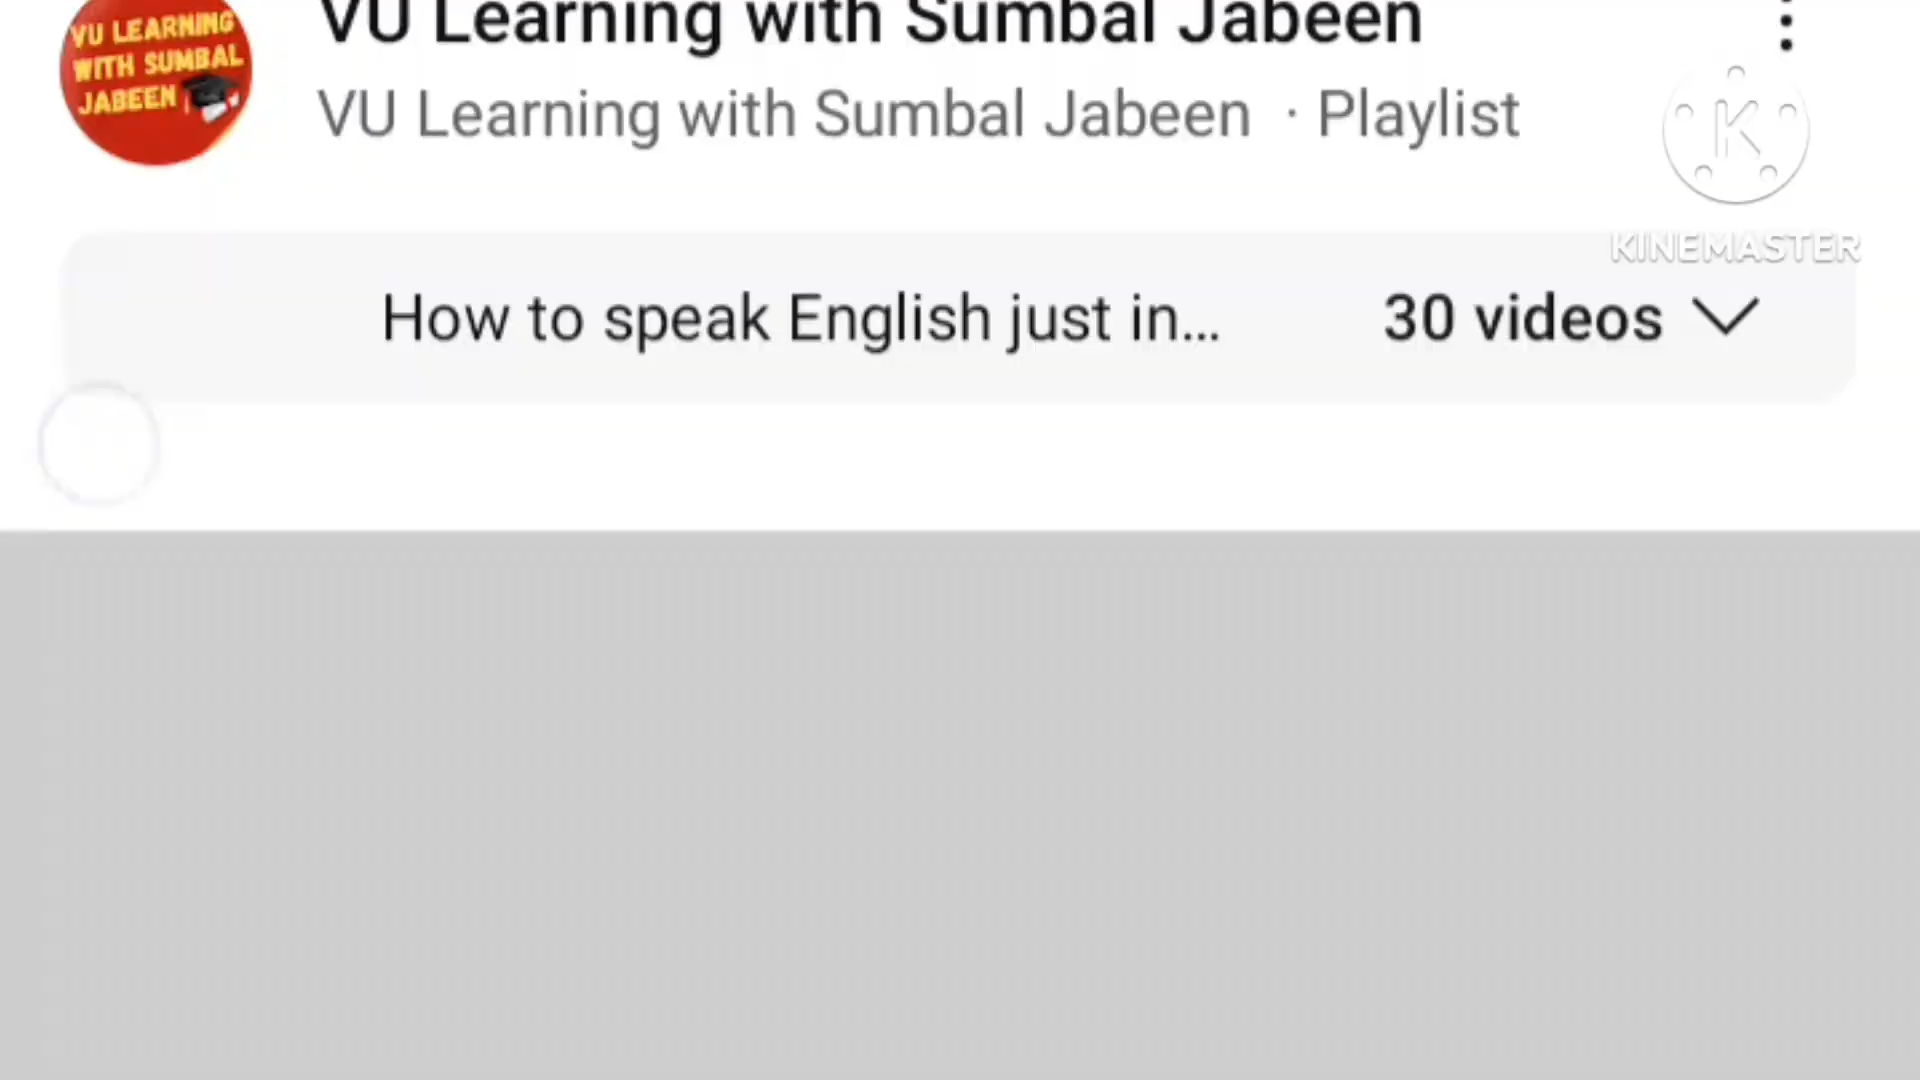 VU Learning with Sumbal Jabeen
VU Learning with Sumbal Jabeen · Playlist
VU LEARNING
WITH SUMBAL
JABEEN
KINEMASTER
How to speak English just in...
30 videos